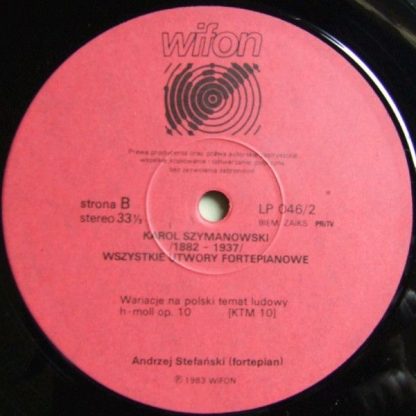 wifon
Prawa producenta oraz prawa autorskie zastrzeżone
wszelkie kopiowanie i odtwarzanie
bez zezwolenia zabronione
strona B
stereo 33⅓
LP 046/2
BIEM ZAIKS PRiTV
KAROL SZYMANOWSKI
/1882 - 1937/
WSZYSTKIE UTWORY FORTEPIANOWE
Wariacje na polski temat ludowy
h-moll op. 10 [KTM 10]
Andrzej Stefański (fortepian)
℗ 1983 WIFON